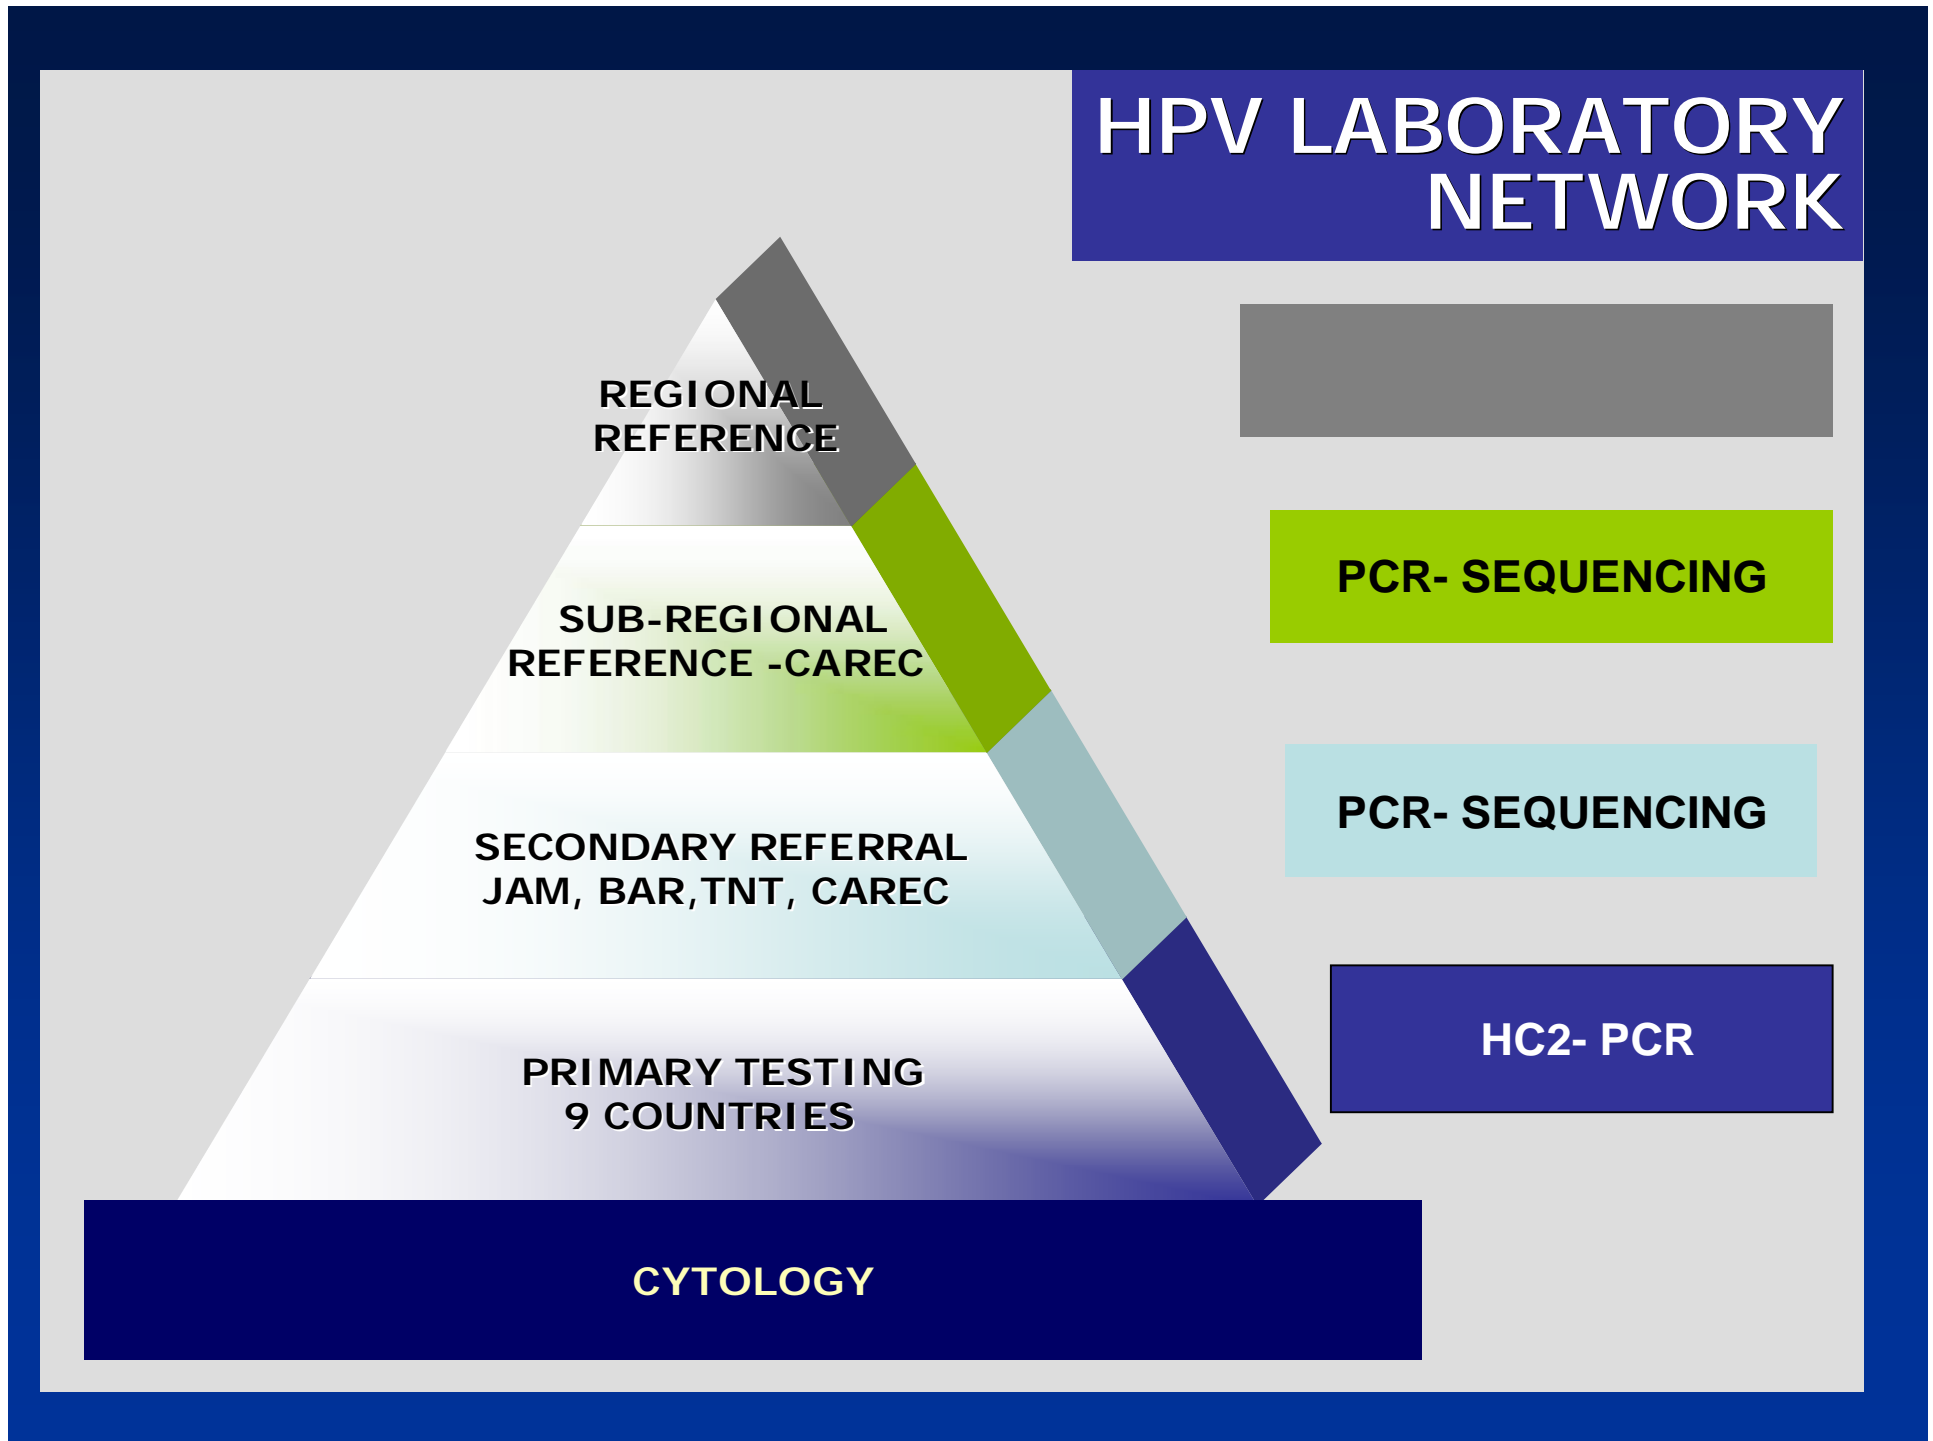 HPV LABORATORY
NETWORK
REGIONAL
REFERENCE
SUB-REGIONAL
REFERENCE -CAREC
PCR- SEQUENCING
SECONDARY REFERRAL
JAM, BAR,TNT, CAREC
PCR- SEQUENCING
PRIMARY TESTING
9 COUNTRIES
HC2- PCR
CYTOLOGY